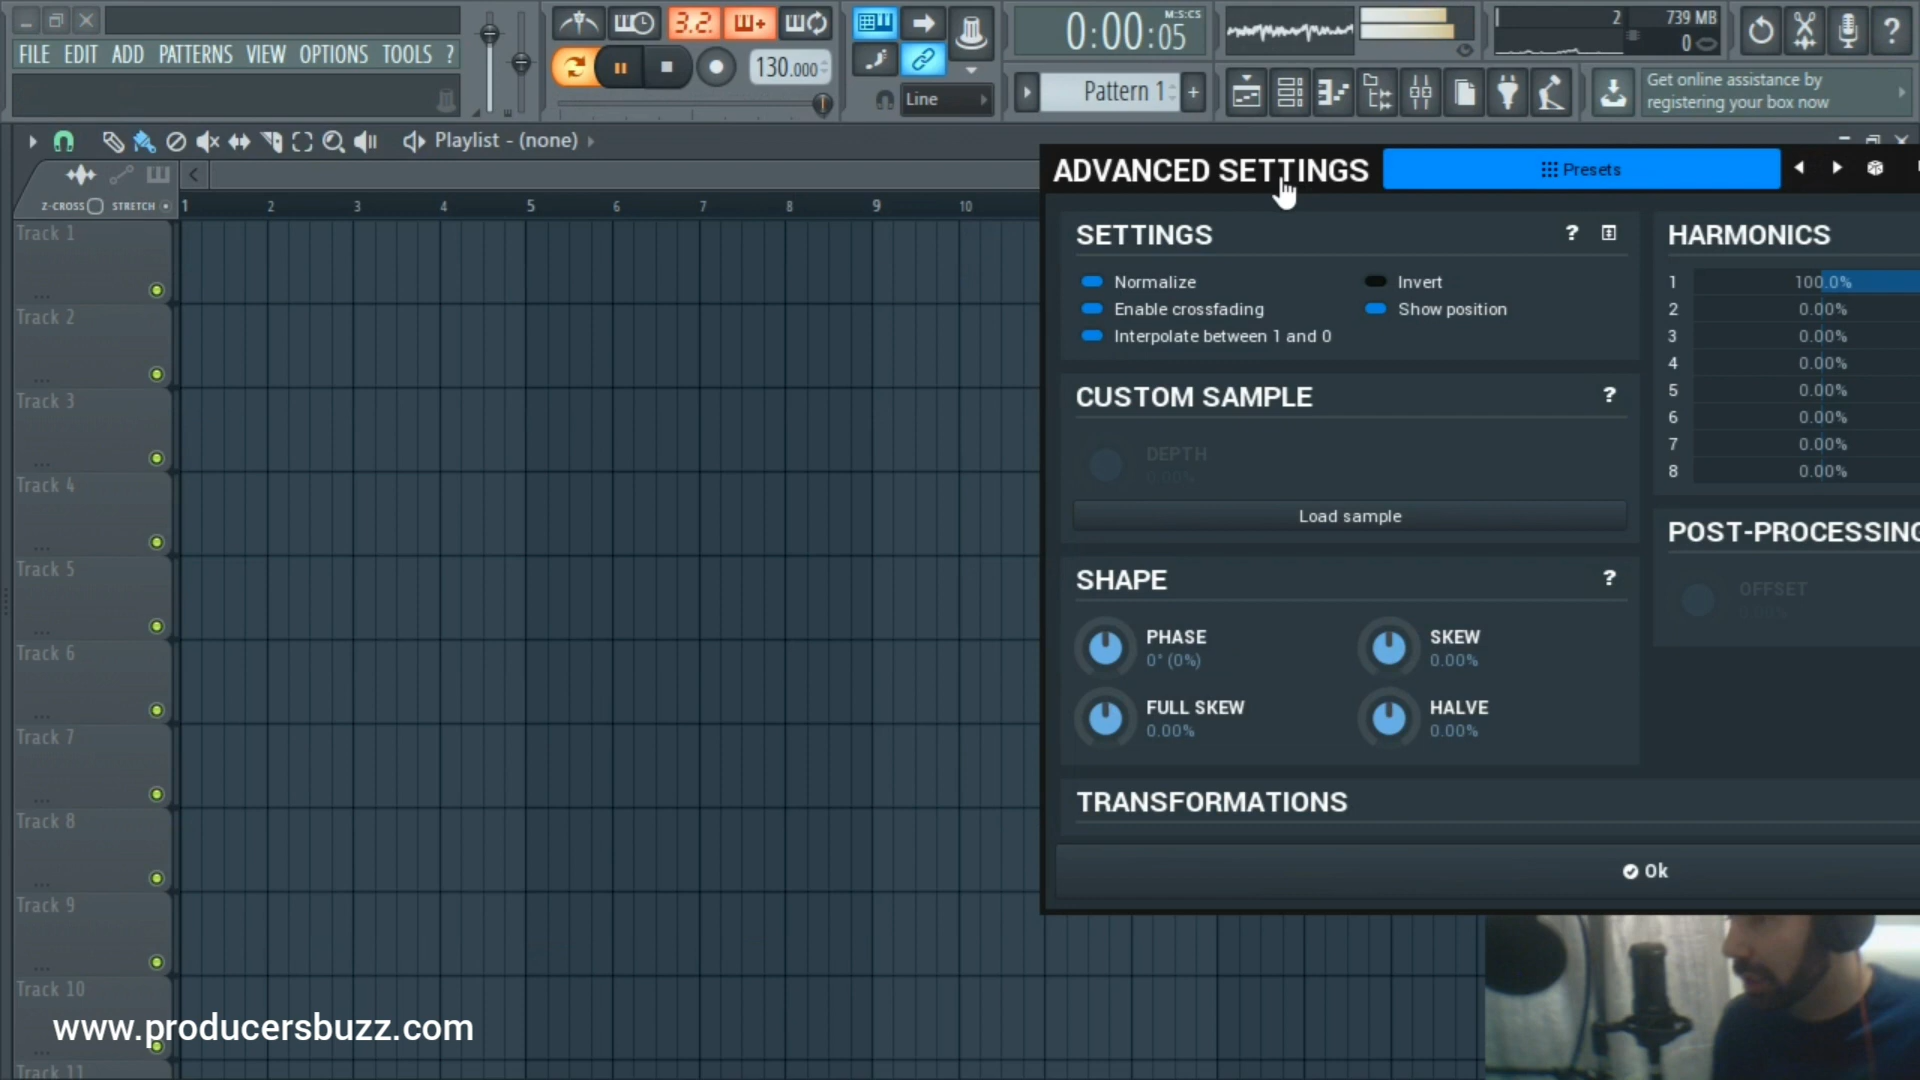 FILE EDIT ADD PATTERNS VIEW OPTIONS TOOLS ?
3.2.
130.000
Line
0:00:05
M:S:CS
Pattern 1
2
739 MB
0
Get online assistance by
registering your box now
Playlist - (none)
Z-CROSS STRETCH
1 2 3 4 5 6 7 8 9 10
Track 1
Track 2
Track 3
Track 4
Track 5
Track 6
Track 7
Track 8
Track 9
Track 10
Track 11
ADVANCED SETTINGS
Presets
SETTINGS ?
Normalize
Invert
Enable crossfading
Show position
Interpolate between 1 and 0
CUSTOM SAMPLE ?
DEPTH
0.00%
Load sample
SHAPE ?
PHASE
0° (0%)
SKEW
0.00%
FULL SKEW
0.00%
HALVE
0.00%
TRANSFORMATIONS
HARMONICS
1 100.0%
2 0.00%
3 0.00%
4 0.00%
5 0.00%
6 0.00%
7 0.00%
8 0.00%
POST-PROCESSING
OFFSET
0.00%
Ok
www.producersbuzz.com